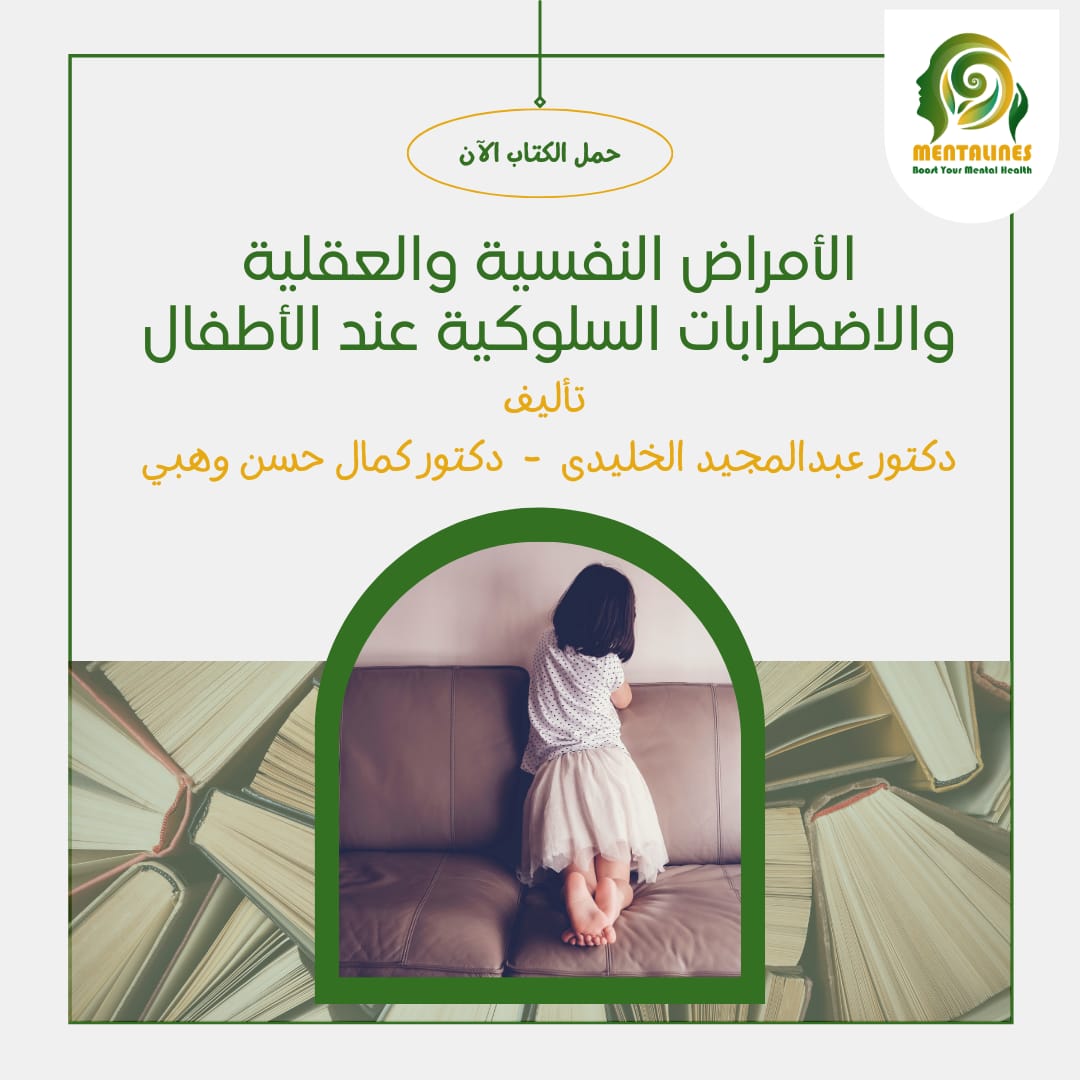 MENTALINES
Boost Your Mental Health
حمل الكتاب الآن
الأمراض النفسية والعقلية
والاضطرابات السلوكية عند الأطفال
تأليف
دكتور عبدالمجيد الخليدى - دكتور كمال حسن وهبي